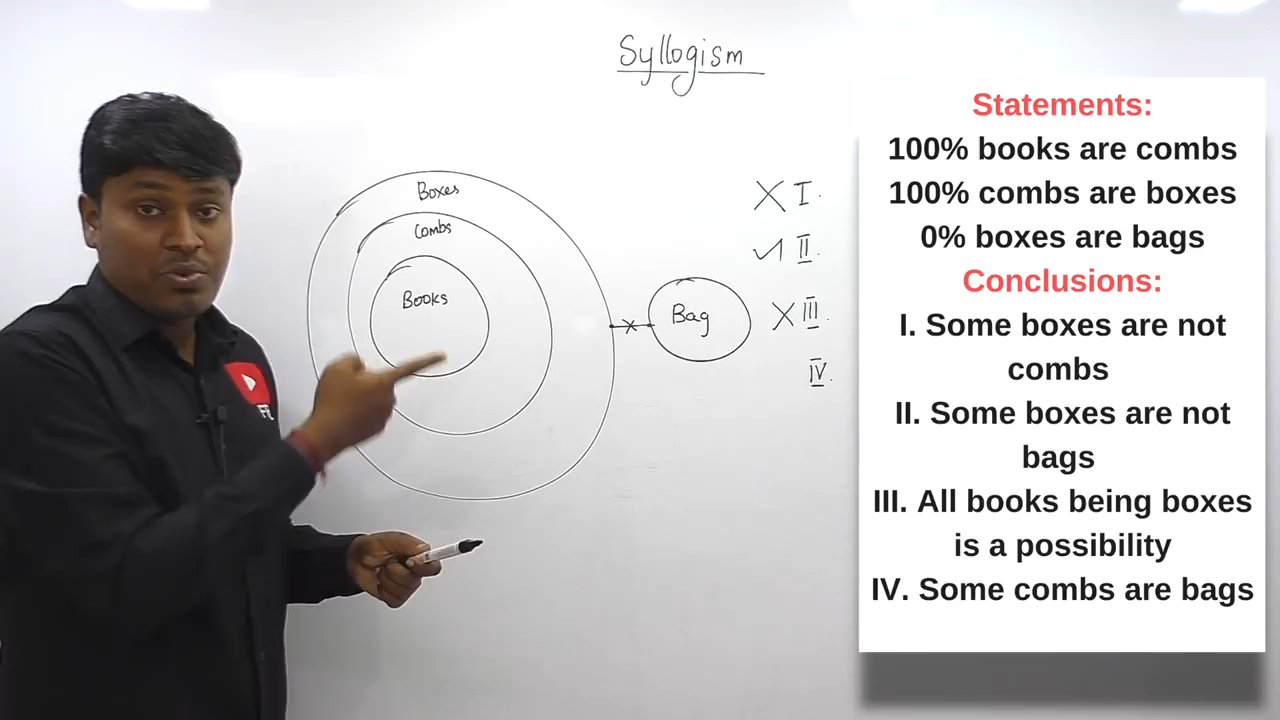 Syllogism
Boxes
Combs
Books
Bag
X I.
✓ II.
X III.
IV.
Statements:
100% books are combs
100% combs are boxes
0% boxes are bags
Conclusions:
I. Some boxes are not
combs
II. Some boxes are not
bags
III. All books being boxes
is a possibility
IV. Some combs are bags